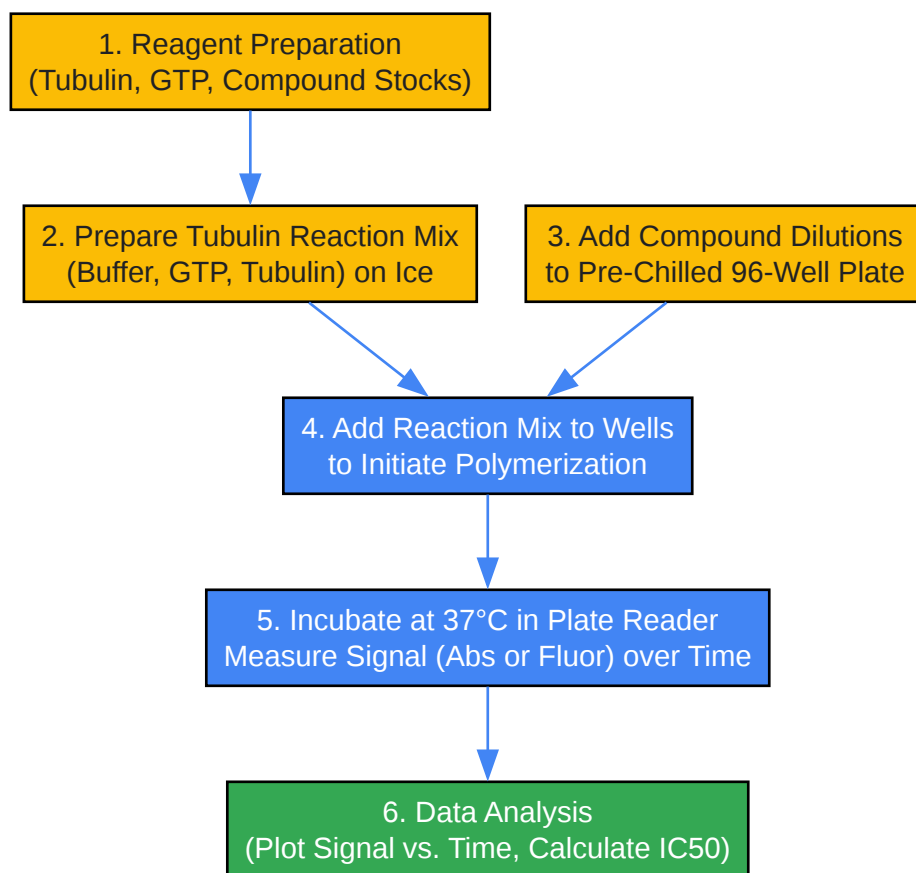 1. Reagent Preparation
(Tubulin, GTP, Compound Stocks)
2. Prepare Tubulin Reaction Mix
(Buffer, GTP, Tubulin) on Ice
3. Add Compound Dilutions
to Pre-Chilled 96-Well Plate
4. Add Reaction Mix to Wells
to Initiate Polymerization
5. Incubate at 37°C in Plate Reader
Measure Signal (Abs or Fluor) over Time
6. Data Analysis
(Plot Signal vs. Time, Calculate IC50)